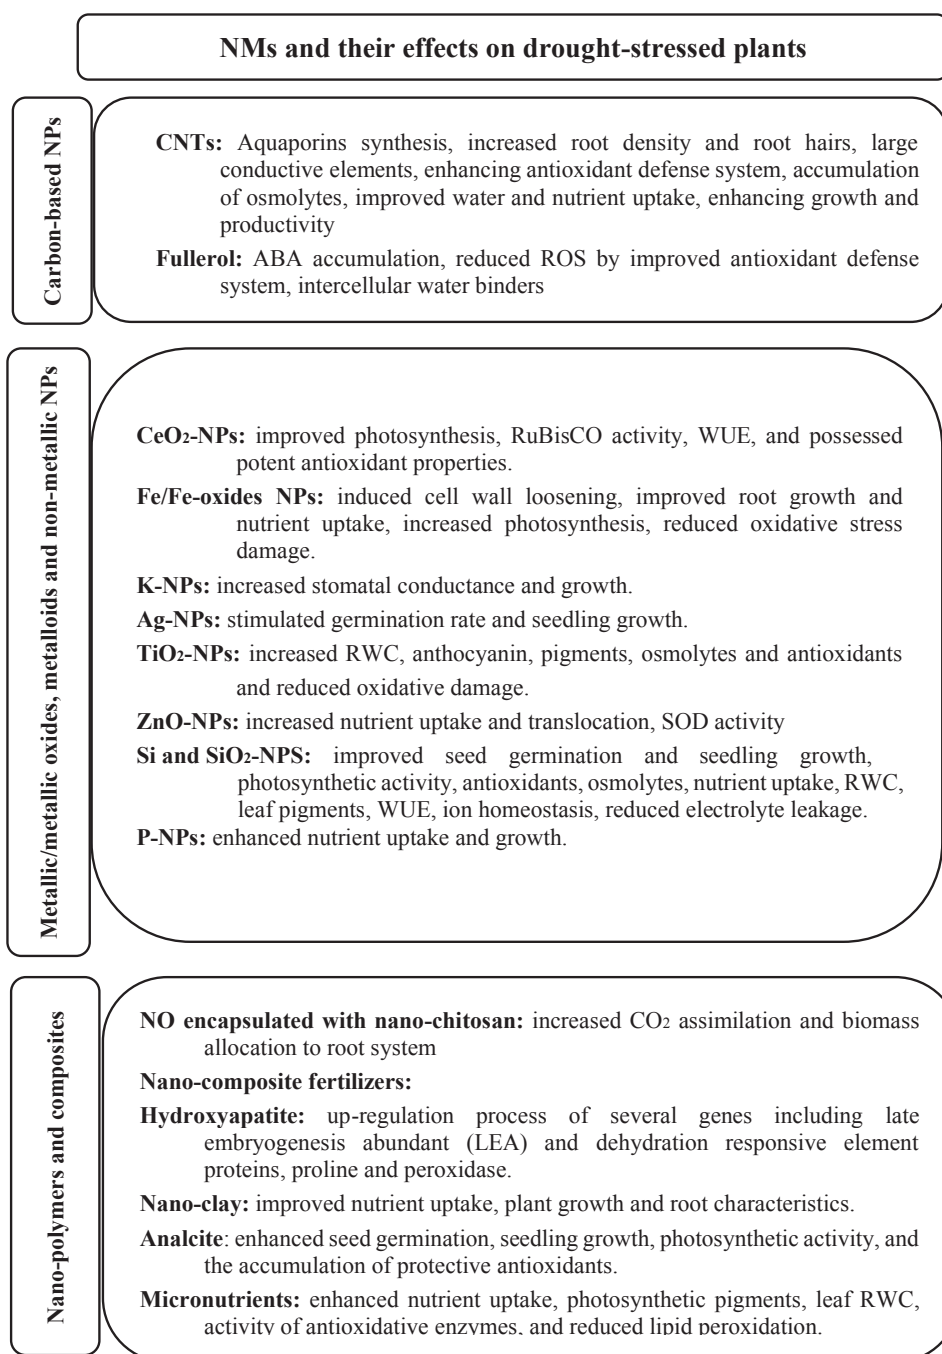 NMs and their effects on drought-stressed plants
Carbon-based NPs
CNTs: Aquaporins synthesis, increased root density and root hairs, large
conductive elements, enhancing antioxidant defense system, accumulation
of osmolytes, improved water and nutrient uptake, enhancing growth and
productivity
Fullerol: ABA accumulation, reduced ROS by improved antioxidant defense
system, intercellular water binders
Metallic/metallic oxides, metalloids and non-metallic NPs
CeO₂-NPs: improved photosynthesis, RuBisCO activity, WUE, and possessed
potent antioxidant properties.
Fe/Fe-oxides NPs: induced cell wall loosening, improved root growth and
nutrient uptake, increased photosynthesis, reduced oxidative stress
damage.
K-NPs: increased stomatal conductance and growth.
Ag-NPs: stimulated germination rate and seedling growth.
TiO₂-NPs: increased RWC, anthocyanin, pigments, osmolytes and antioxidants
and reduced oxidative damage.
ZnO-NPs: increased nutrient uptake and translocation, SOD activity
Si and SiO₂-NPS: improved seed germination and seedling growth,
photosynthetic activity, antioxidants, osmolytes, nutrient uptake, RWC,
leaf pigments, WUE, ion homeostasis, reduced electrolyte leakage.
P-NPs: enhanced nutrient uptake and growth.
Nano-polymers and composites
NO encapsulated with nano-chitosan: increased CO₂ assimilation and biomass
allocation to root system
Nano-composite fertilizers:
Hydroxyapatite: up-regulation process of several genes including late
embryogenesis abundant (LEA) and dehydration responsive element
proteins, proline and peroxidase.
Nano-clay: improved nutrient uptake, plant growth and root characteristics.
Analcite: enhanced seed germination, seedling growth, photosynthetic activity, and
the accumulation of protective antioxidants.
Micronutrients: enhanced nutrient uptake, photosynthetic pigments, leaf RWC,
activity of antioxidative enzymes, and reduced lipid peroxidation.